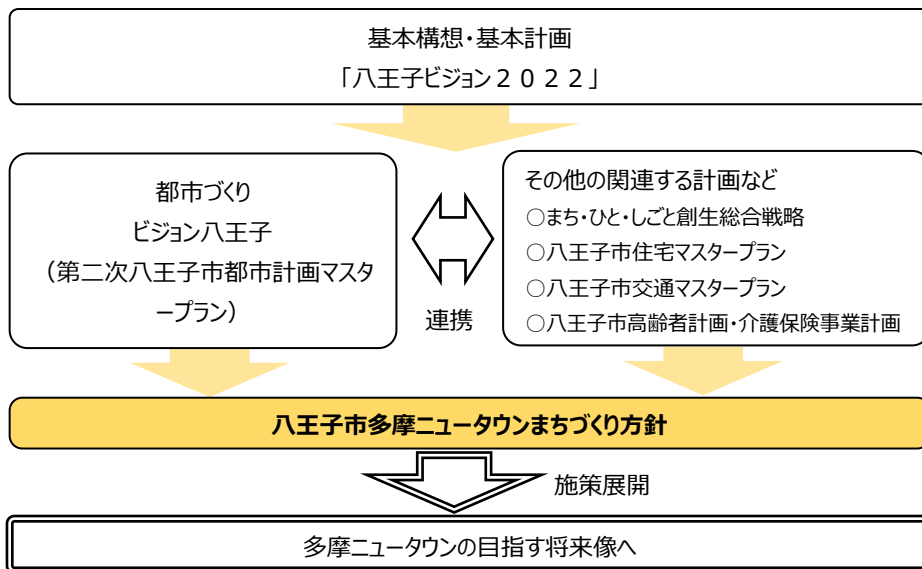 基本構想・基本計画
「八王子ビジョン２０２２」
都市づくり
ビジョン八王子
（第二次八王子市都市計画マスタ
ープラン）
連携
その他の関連する計画など
○まち・ひと・しごと創生総合戦略
○八王子市住宅マスタープラン
○八王子市交通マスタープラン
○八王子市高齢者計画・介護保険事業計画
八王子市多摩ニュータウンまちづくり方針
施策展開
多摩ニュータウンの目指す将来像へ